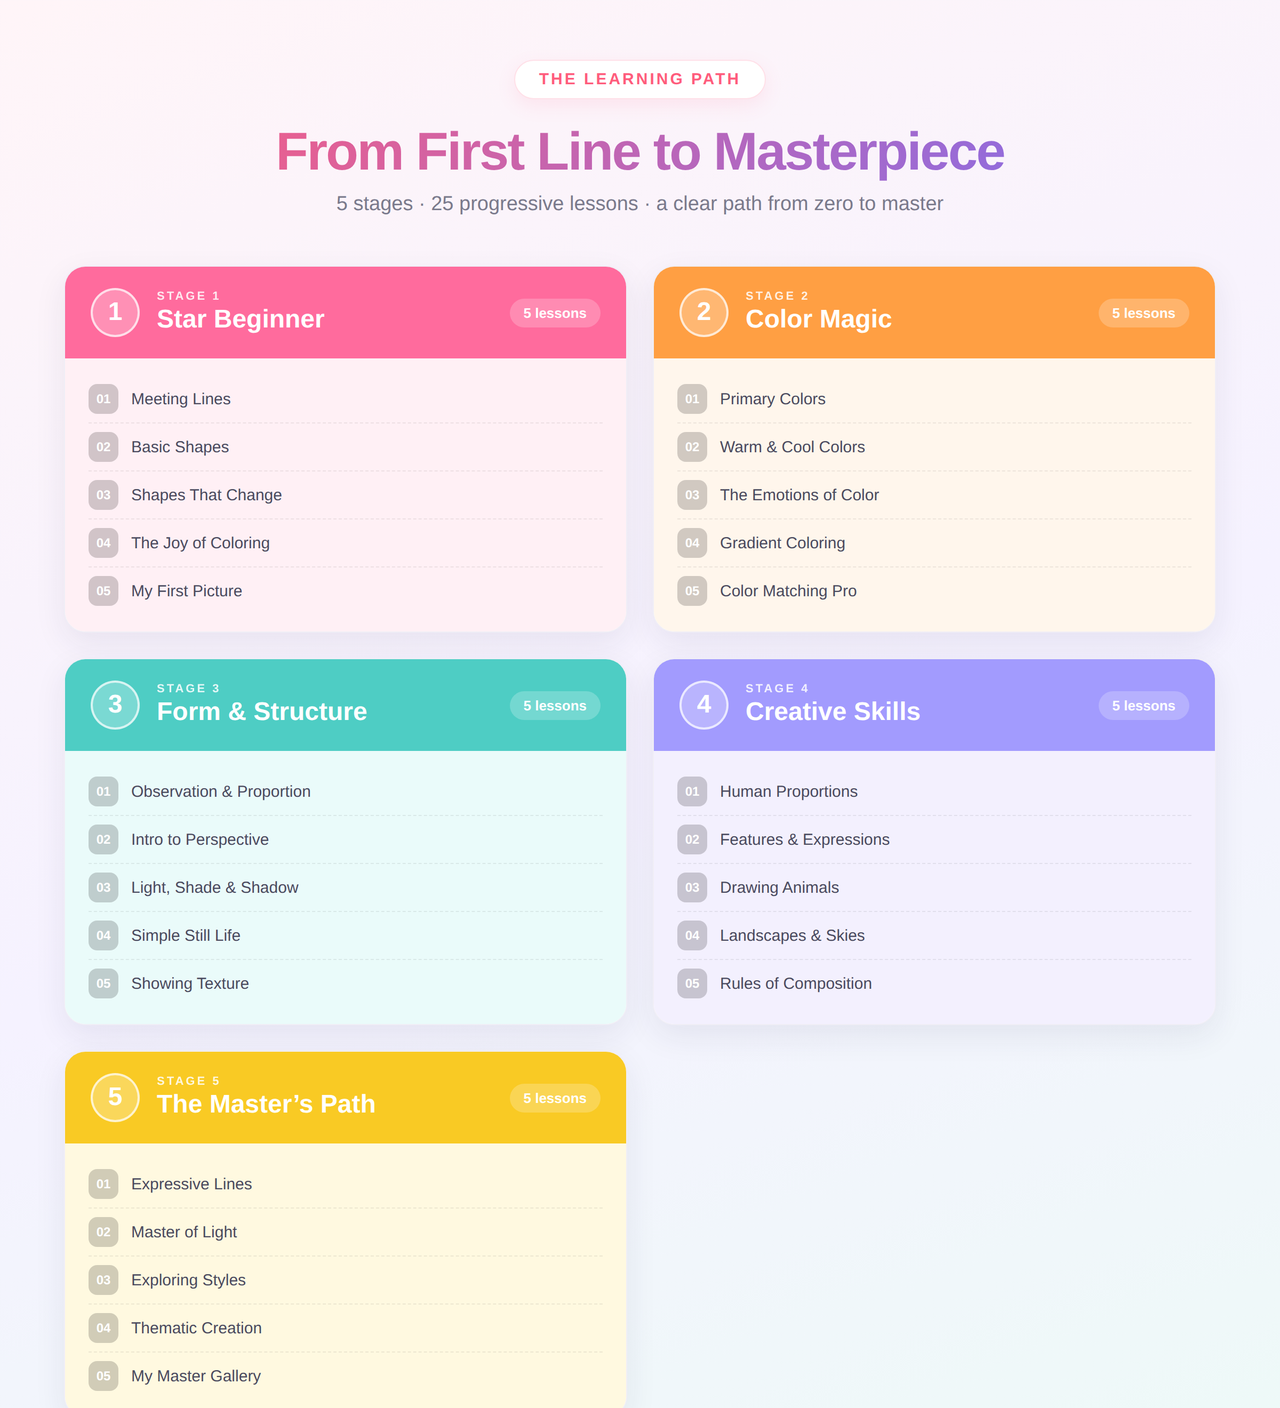 THE LEARNING PATH
From First Line to Masterpiece
5 stages · 25 progressive lessons · a clear path from zero to master
1
STAGE 1
Star Beginner
5 lessons
01 Meeting Lines
02 Basic Shapes
03 Shapes That Change
04 The Joy of Coloring
05 My First Picture
2
STAGE 2
Color Magic
5 lessons
01 Primary Colors
02 Warm & Cool Colors
03 The Emotions of Color
04 Gradient Coloring
05 Color Matching Pro
3
STAGE 3
Form & Structure
5 lessons
01 Observation & Proportion
02 Intro to Perspective
03 Light, Shade & Shadow
04 Simple Still Life
05 Showing Texture
4
STAGE 4
Creative Skills
5 lessons
01 Human Proportions
02 Features & Expressions
03 Drawing Animals
04 Landscapes & Skies
05 Rules of Composition
5
STAGE 5
The Master’s Path
5 lessons
01 Expressive Lines
02 Master of Light
03 Exploring Styles
04 Thematic Creation
05 My Master Gallery